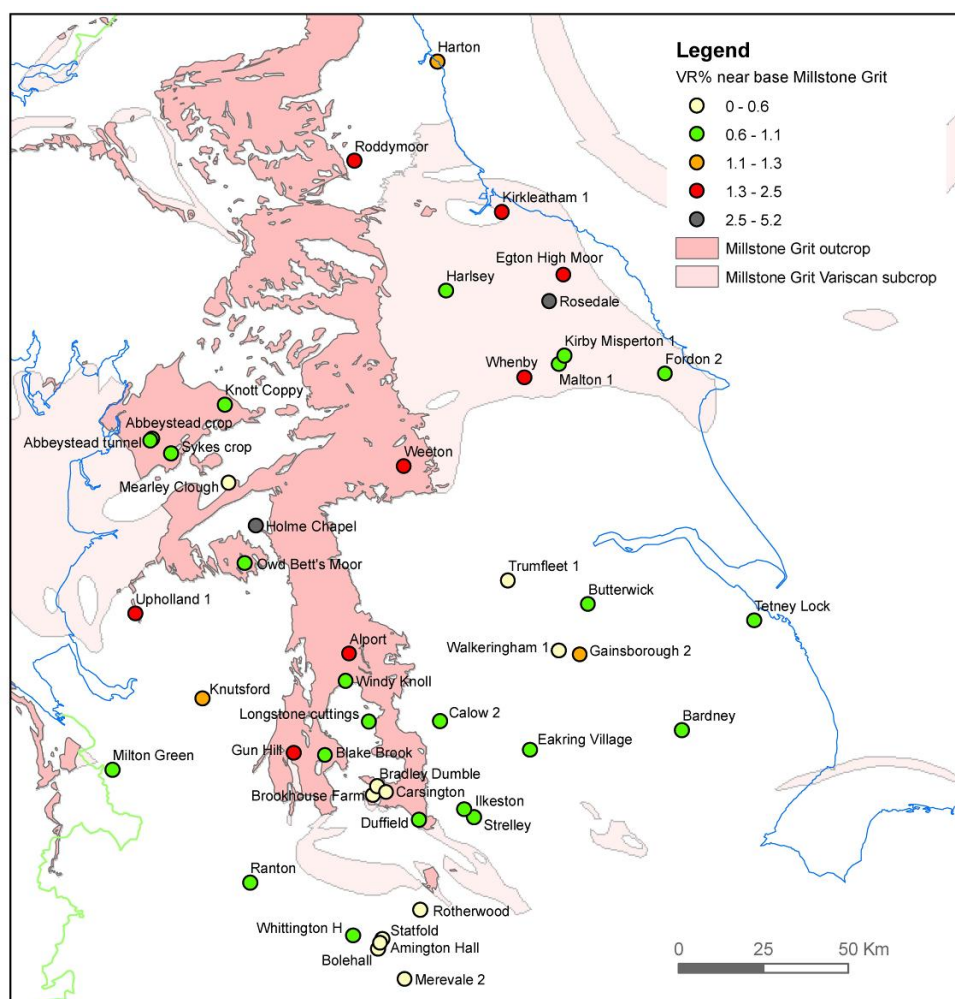 Harton
Legend
VR% near base Millstone Grit
0 - 0.6
0.6 - 1.1
1.1 - 1.3
1.3 - 2.5
2.5 - 5.2
Millstone Grit outcrop
Millstone Grit Variscan subcrop
Roddymoor
Kirkleatham 1
Egton High Moor
Harlsey
Rosedale
Kirby Misperton 1
Whenby
Malton 1
Fordon 2
Knott Coppy
Abbeystead crop
Abbeystead tunnel
Sykes crop
Weeton
Mearley Clough
Holme Chapel
Owd Bett's Moor
Trumfleet 1
Butterwick
Upholland 1
Tetney Lock
Alport
Walkeringham 1
Gainsborough 2
Windy Knoll
Knutsford
Longstone cuttings
Calow 2
Bardney
Gun Hill
Blake Brook
Eakring Village
Milton Green
Bradley Dumble
Carsington
Brookhouse Farm
Ilkeston
Duffield
Strelley
Ranton
Rotherwood
Whittington H
Statfold
Amington Hall
Bolehall
Merevale 2
0 25 50 Km